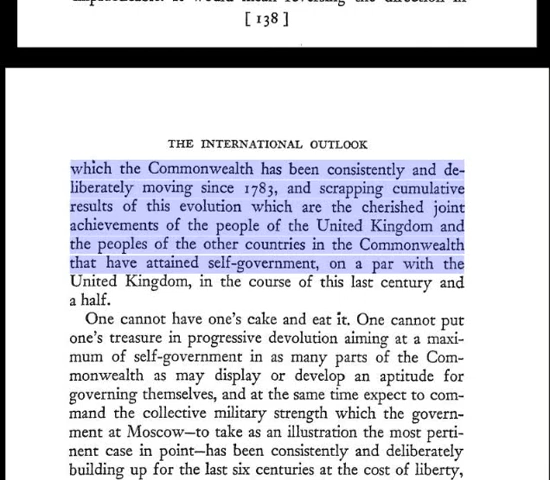 reversing the direction in
[ 138 ]
THE INTERNATIONAL OUTLOOK
which the Commonwealth has been consistently and de-
liberately moving since 1783, and scrapping cumulative
results of this evolution which are the cherished joint
achievements of the people of the United Kingdom and
the peoples of the other countries in the Commonwealth
that have attained self-government, on a par with the
United Kingdom, in the course of this last century and
a half.
One cannot have one's cake and eat it. One cannot put
one's treasure in progressive devolution aiming at a maxi-
mum of self-government in as many parts of the Com-
monwealth as may display or develop an aptitude for
governing themselves, and at the same time expect to com-
mand the collective military strength which the govern-
ment at Moscow—to take as an illustration the most perti-
nent case in point—has been consistently and deliberately
building up for the last six centuries at the cost of liberty,